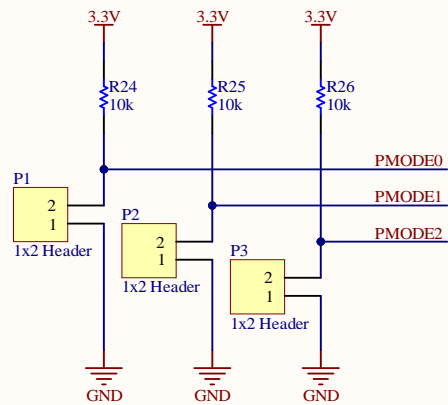 3.3V 3.3V 3.3V
R24 R25 R26
10k 10k 10k
PMODE0
P1
PMODE1
2
P2
1
PMODE2
2
1x2 Header
P3
1
2
1x2 Header
1
1x2 Header
GND GND GND